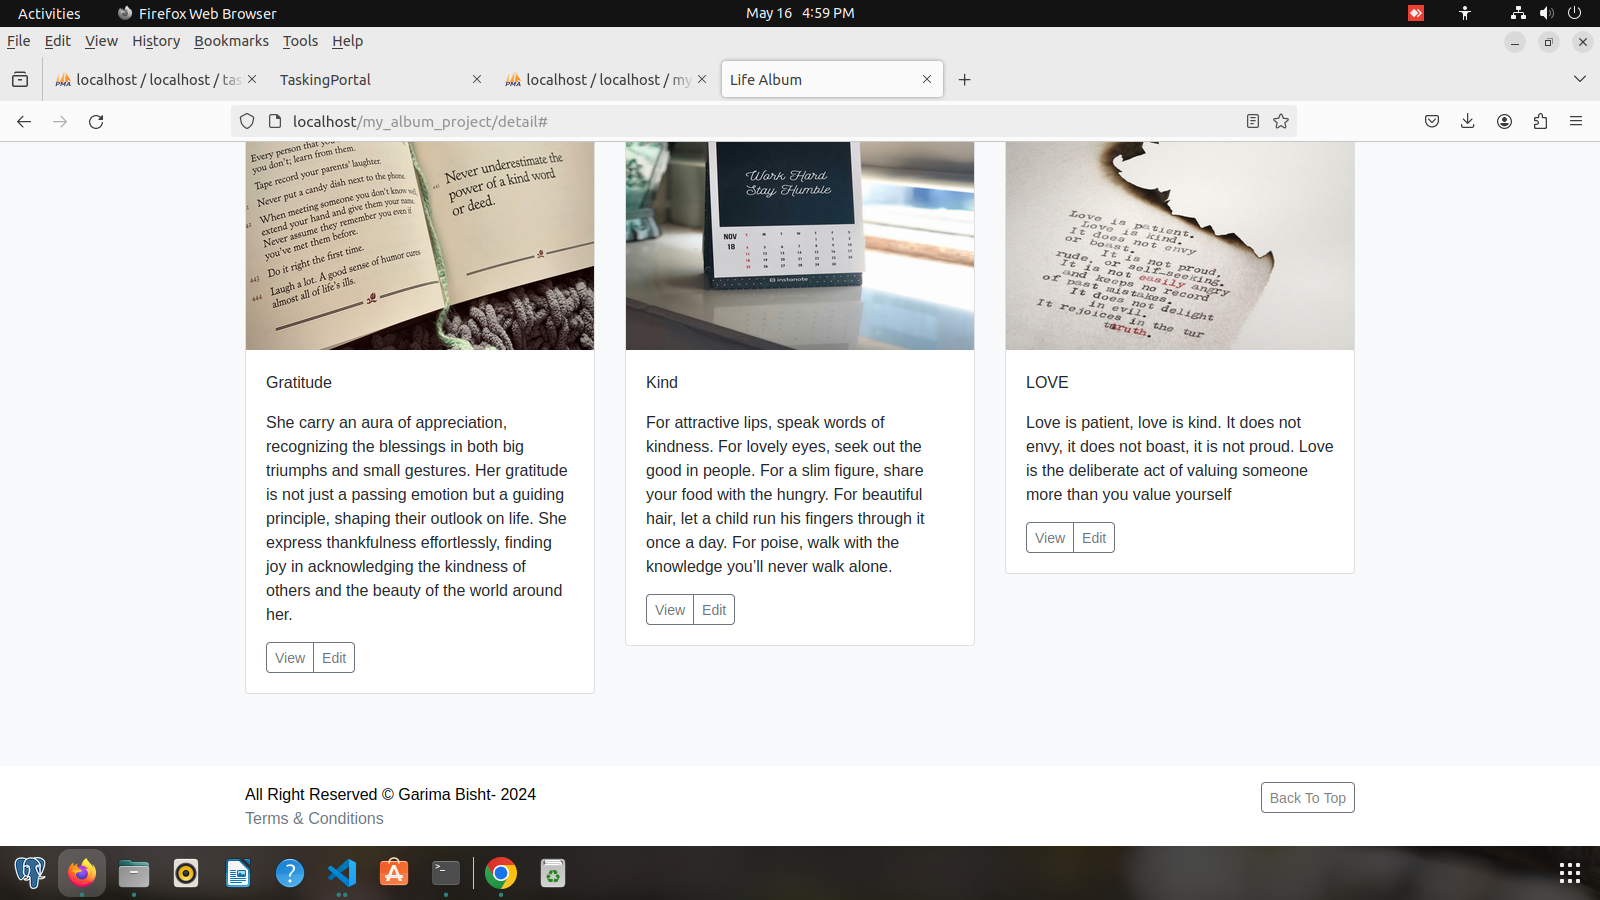 Activities
Firefox Web Browser
May 16 4:59 PM
File Edit View History Bookmarks Tools Help
localhost / localhost / tas
TaskingPortal
localhost / localhost / my
Life Album
localhost/my_album_project/detail#
Every person that you
you don't; learn from them.
Tape record your parents' laughter.
Never put a candy dish next to the phone.
When meeting someone you don't know well,
extend your hand and give them your name.
Never assume they remember you even if
you've met them before.
443 Do it right the first time.
444 Laugh a lot. A good sense of humor cures
almost all of life's ills.
Never underestimate the
power of a kind word
or deed.
Work Hard
Stay Humble
NOV
18
instanote
Love is patient.
Love is kind.
It does not envy
or boast. It is not proud,
rude, or self-seeking.
It is not easily angry
and keeps no record
of past mistakes.
It does not delight
in evil.
It rejoices in the tur
truth.
Gratitude
She carry an aura of appreciation,
recognizing the blessings in both big
triumphs and small gestures. Her gratitude
is not just a passing emotion but a guiding
principle, shaping their outlook on life. She
express thankfulness effortlessly, finding
joy in acknowledging the kindness of
others and the beauty of the world around
her.
View Edit
Kind
For attractive lips, speak words of
kindness. For lovely eyes, seek out the
good in people. For a slim figure, share
your food with the hungry. For beautiful
hair, let a child run his fingers through it
once a day. For poise, walk with the
knowledge you’ll never walk alone.
View Edit
LOVE
Love is patient, love is kind. It does not
envy, it does not boast, it is not proud. Love
is the deliberate act of valuing someone
more than you value yourself
View Edit
All Right Reserved © Garima Bisht- 2024
Terms & Conditions
Back To Top